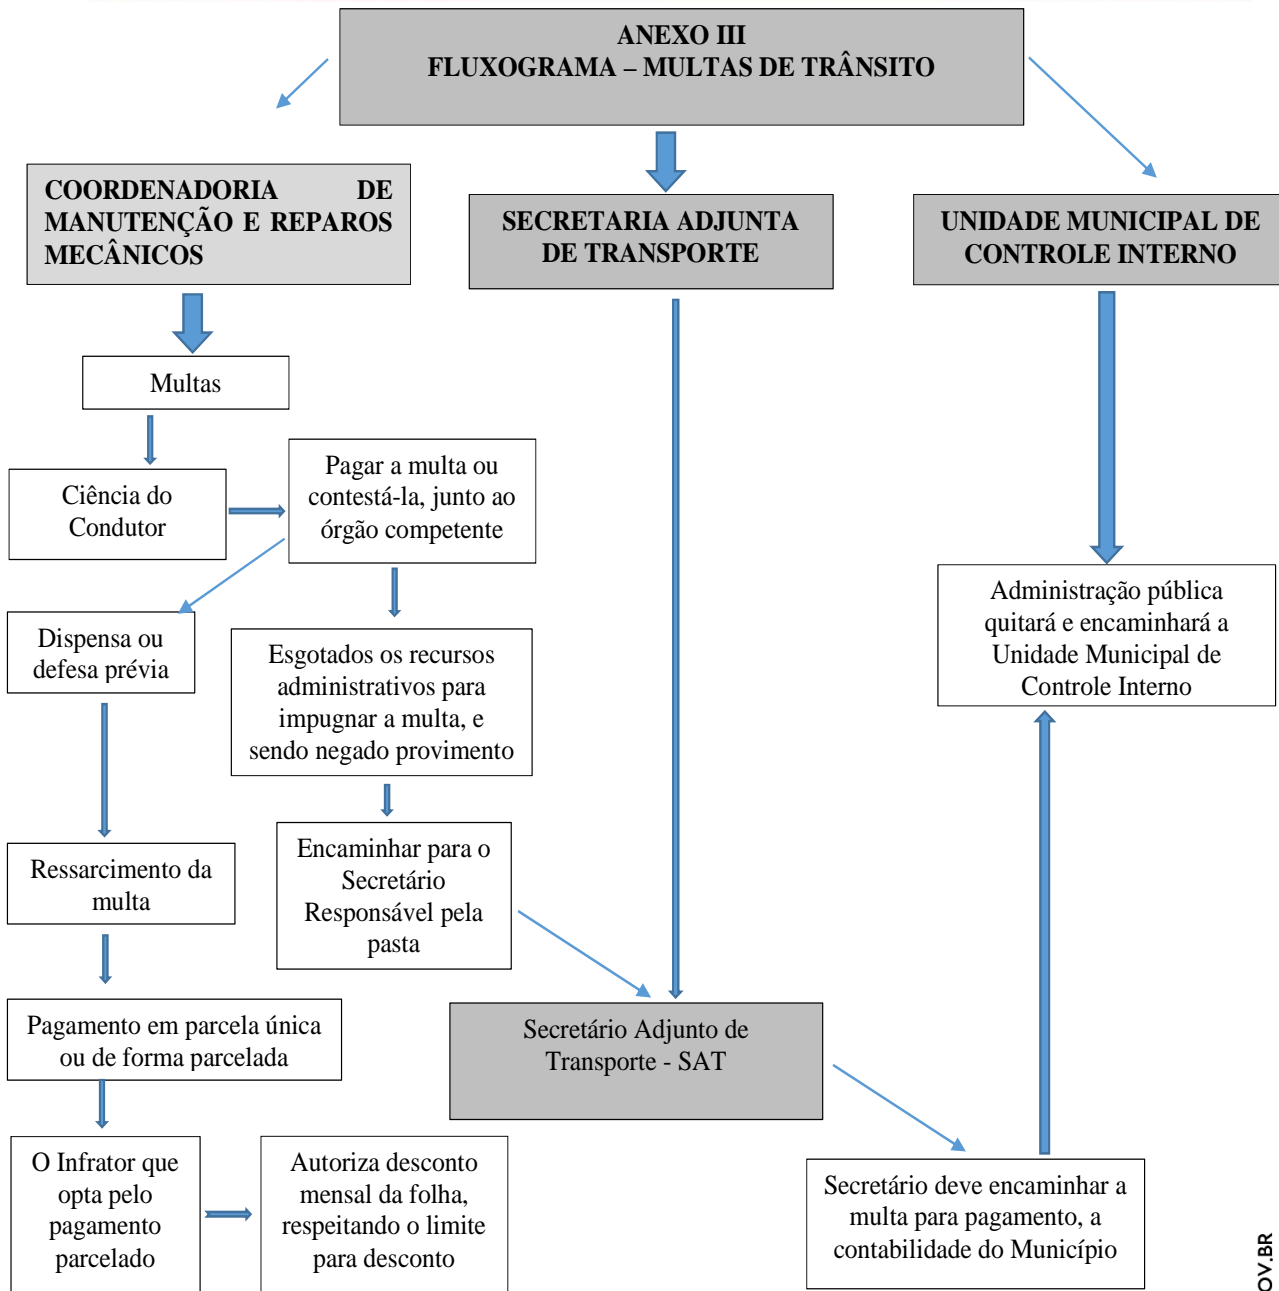 ANEXO III
FLUXOGRAMA – MULTAS DE TRÂNSITO
COORDENADORIA DE
MANUTENÇÃO E REPAROS
MECÂNICOS
SECRETARIA ADJUNTA
DE TRANSPORTE
UNIDADE MUNICIPAL DE
CONTROLE INTERNO
Multas
Ciência do
Condutor
Pagar a multa ou
contestá-la, junto ao
órgão competente
Dispensa ou
defesa prévia
Esgotados os recursos
administrativos para
impugnar a multa, e
sendo negado provimento
Administração pública
quitará e encaminhará a
Unidade Municipal de
Controle Interno
Ressarcimento da
multa
Encaminhar para o
Secretário
Responsável pela
pasta
Pagamento em parcela única
ou de forma parcelada
Secretário Adjunto de
Transporte - SAT
O Infrator que
opta pelo
pagamento
parcelado
Autoriza desconto
mensal da folha,
respeitando o limite
para desconto
Secretário deve encaminhar a
multa para pagamento, a
contabilidade do Município
OV.BR